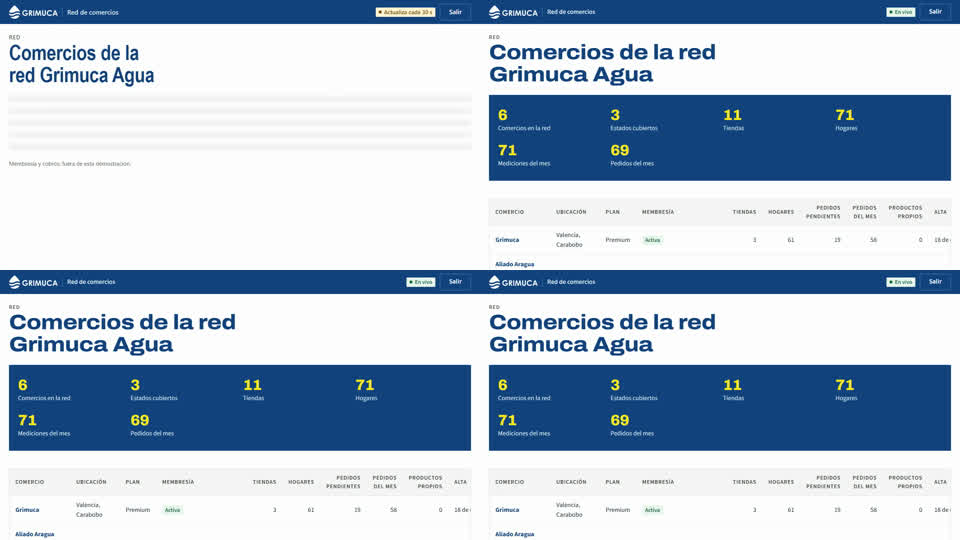 GRIMUCA Red de comercios Actualiza cada 30 s Salir
RED
Comercios de la
red Grimuca Agua
Membresía y cobros: fuera de esta demostración.
GRIMUCA Red de comercios En vivo Salir
RED
Comercios de la red
Grimuca Agua
6 3 11 71
Comercios en la red Estados cubiertos Tiendas Hogares
71 69
Mediciones del mes Pedidos del mes
COMERCIO UBICACIÓN PLAN MEMBRESÍA TIENDAS HOGARES PEDIDOS PENDIENTES PEDIDOS DEL MES PRODUCTOS PROPIOS ALTA
Grimuca Valencia, Carabobo Premium Activa 3 61 19 58 0 18 de
Aliado Aragua
GRIMUCA Red de comercios En vivo Salir
RED
Comercios de la red
Grimuca Agua
6 3 11 71
Comercios en la red Estados cubiertos Tiendas Hogares
71 69
Mediciones del mes Pedidos del mes
COMERCIO UBICACIÓN PLAN MEMBRESÍA TIENDAS HOGARES PEDIDOS PENDIENTES PEDIDOS DEL MES PRODUCTOS PROPIOS ALTA
Grimuca Valencia, Carabobo Premium Activa 3 61 19 58 0 18 de
Aliado Aragua
GRIMUCA Red de comercios En vivo Salir
RED
Comercios de la red
Grimuca Agua
6 3 11 71
Comercios en la red Estados cubiertos Tiendas Hogares
71 69
Mediciones del mes Pedidos del mes
COMERCIO UBICACIÓN PLAN MEMBRESÍA TIENDAS HOGARES PEDIDOS PENDIENTES PEDIDOS DEL MES PRODUCTOS PROPIOS ALTA
Grimuca Valencia, Carabobo Premium Activa 3 61 19 58 0 18 de
Aliado Aragua